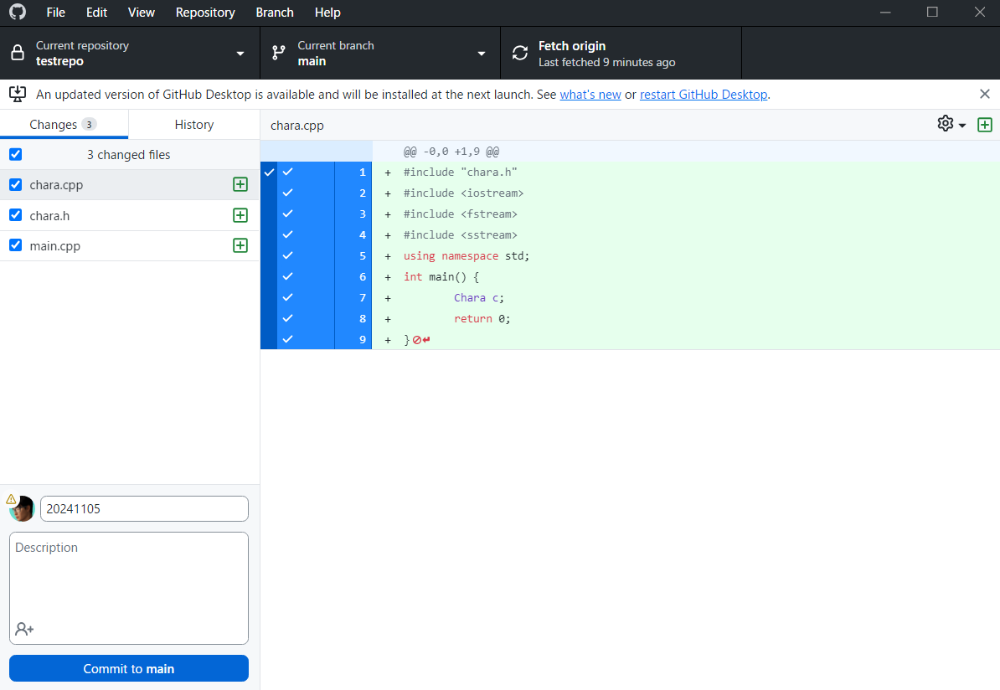 File Edit View Repository Branch Help
Current repository
testrepo
Current branch
main
Fetch origin
Last fetched 9 minutes ago
An updated version of GitHub Desktop is available and will be installed at the next launch. See what's new or restart GitHub Desktop.
Changes 3
History
3 changed files
chara.cpp
chara.h
main.cpp
20241105
Description
Commit to main
chara.cpp
@@ -0,0 +1,9 @@
1 + #include "chara.h"
2 + #include <iostream>
3 + #include <fstream>
4 + #include <sstream>
5 + using namespace std;
6 + int main() {
7 + Chara c;
8 + return 0;
9 + }